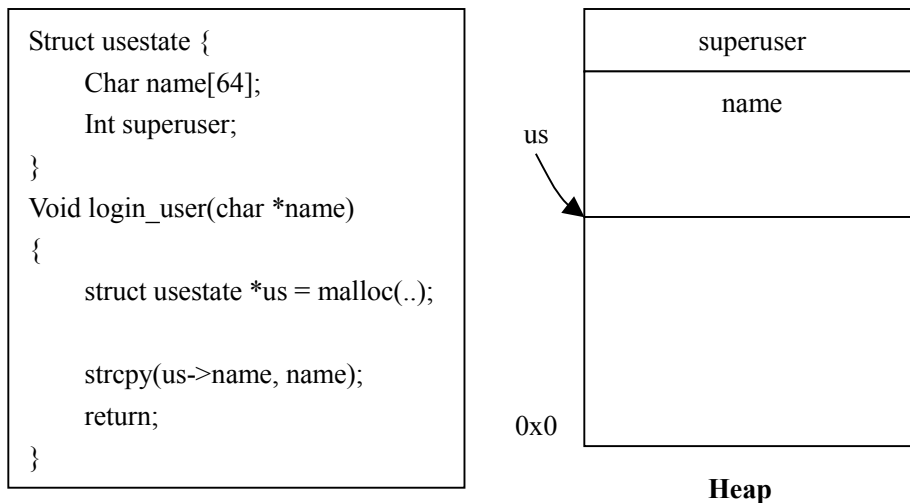 Struct usestate {
Char name[64];
Int superuser;
}
Void login_user(char *name)
{
struct usestate *us = malloc(..);
strcpy(us->name, name);
return;
}
superuser
name
us
0x0
Heap